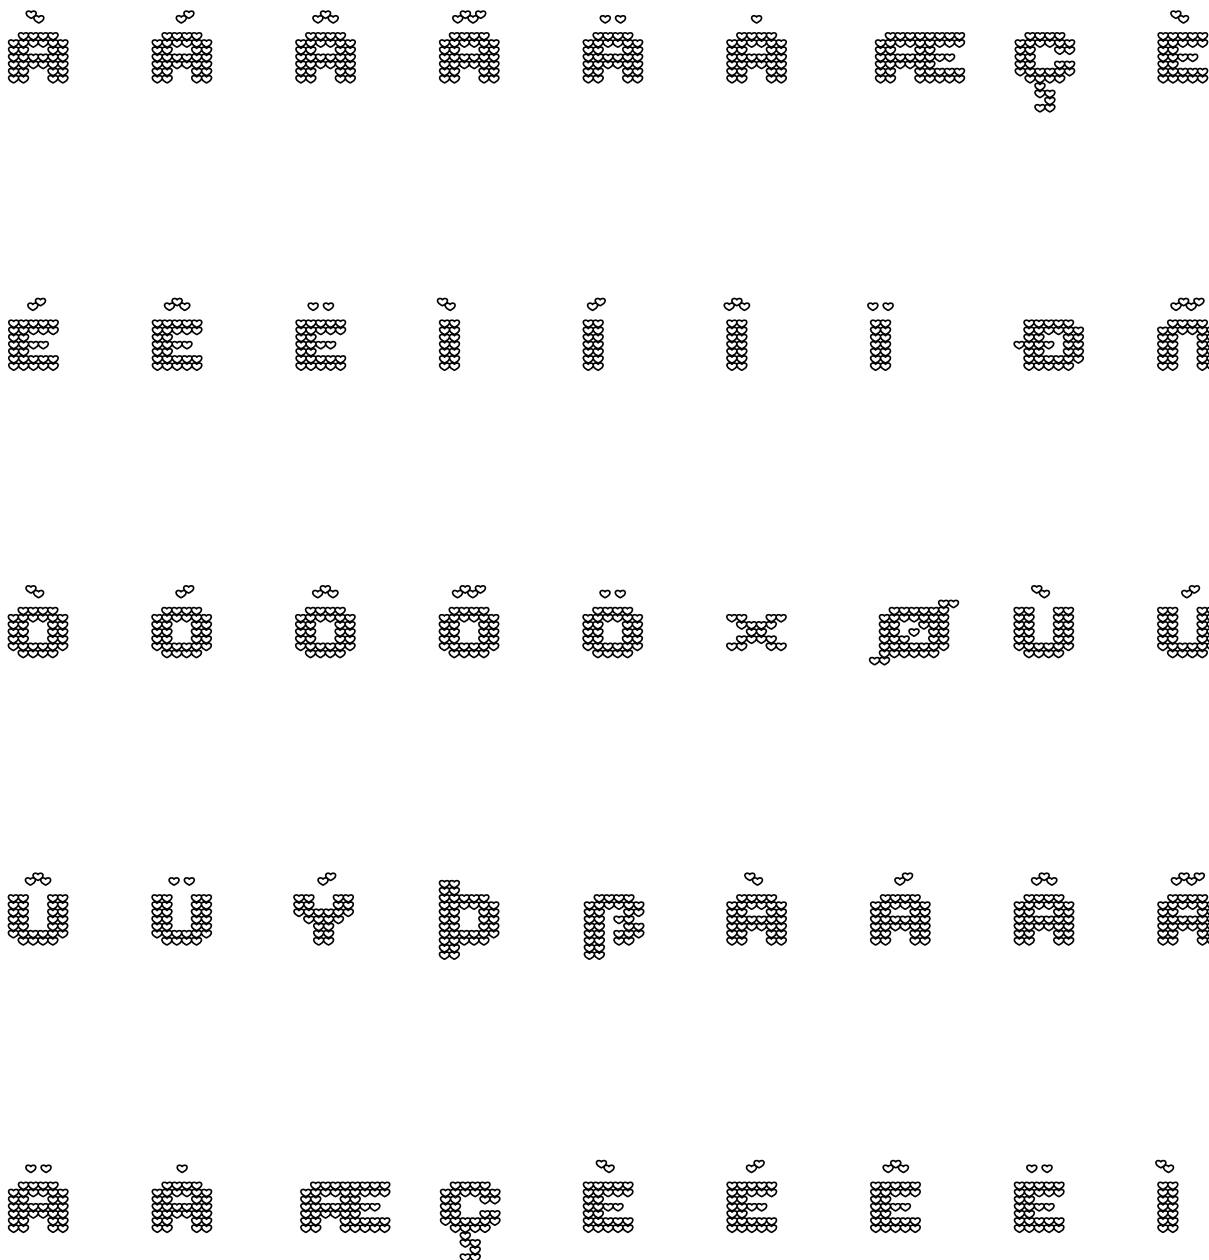 À Á Â Ã Ä Å Æ Ç È
É Ê Ë Ì Í Î Ï Ð Ñ
Ò Ó Ô Õ Ö × Ø Ù Ú
Û Ü Ý Þ ß À Á Â Ã
Ä Å Æ Ç È É Ê Ë Ì